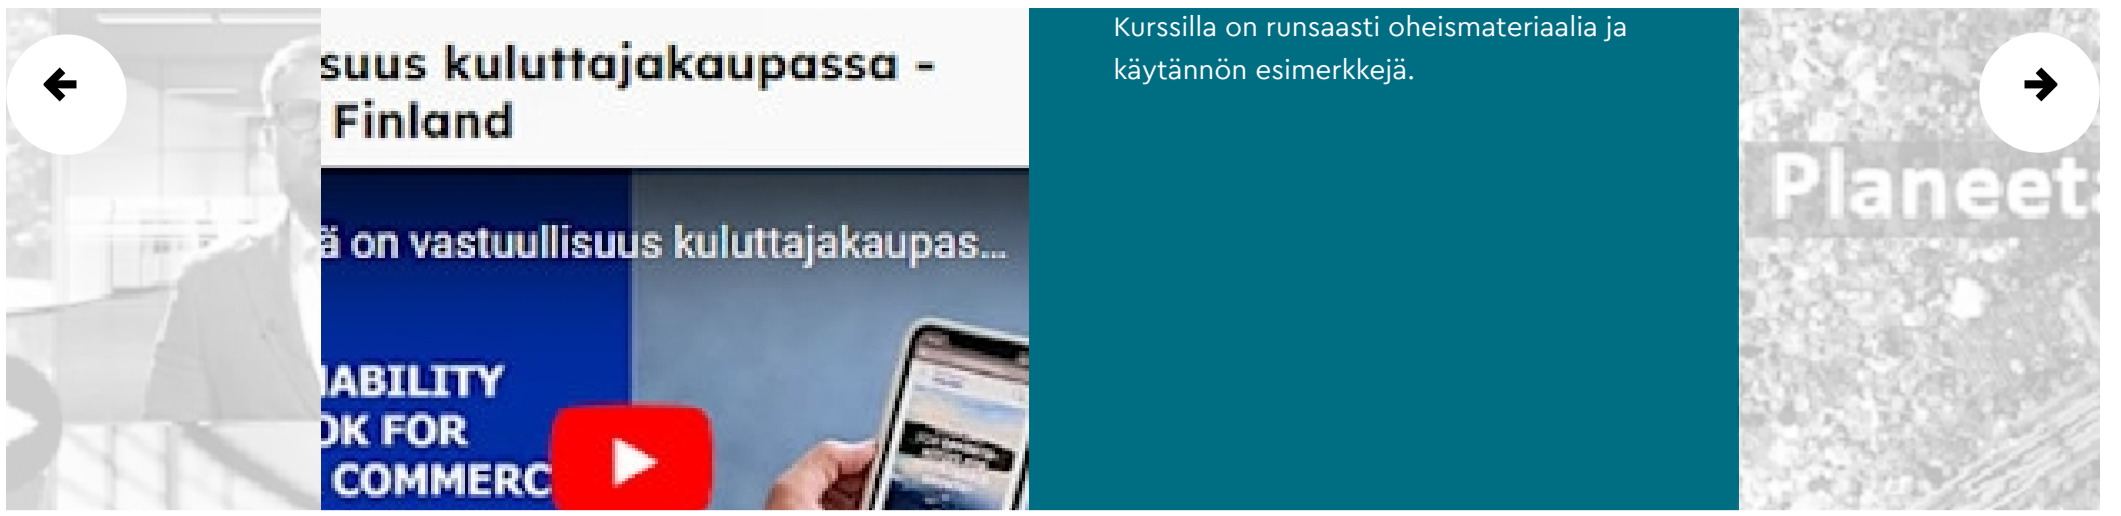 suus kuluttajakaupassa -
Finland
ä on vastuullisuus kuluttajakaupas...
ABILITY
OK FOR
COMMERC
Kurssilla on runsaasti oheismateriaalia ja
käytännön esimerkkejä.
Planeet